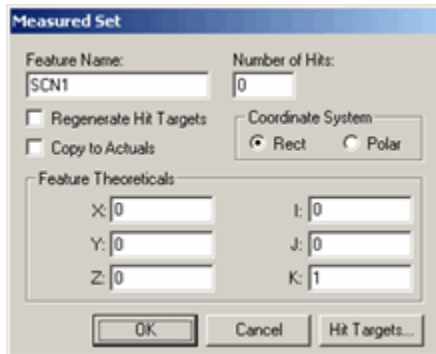 Measured Set
Feature Name: Number of Hits:
SCN1 0
Regenerate Hit Targets
Coordinate System
Copy to Actuals
Rect Polar
Feature Theoreticals
X: 0 I: 0
Y: 0 J: 0
Z: 0 K: 1
OK Cancel Hit Targets...